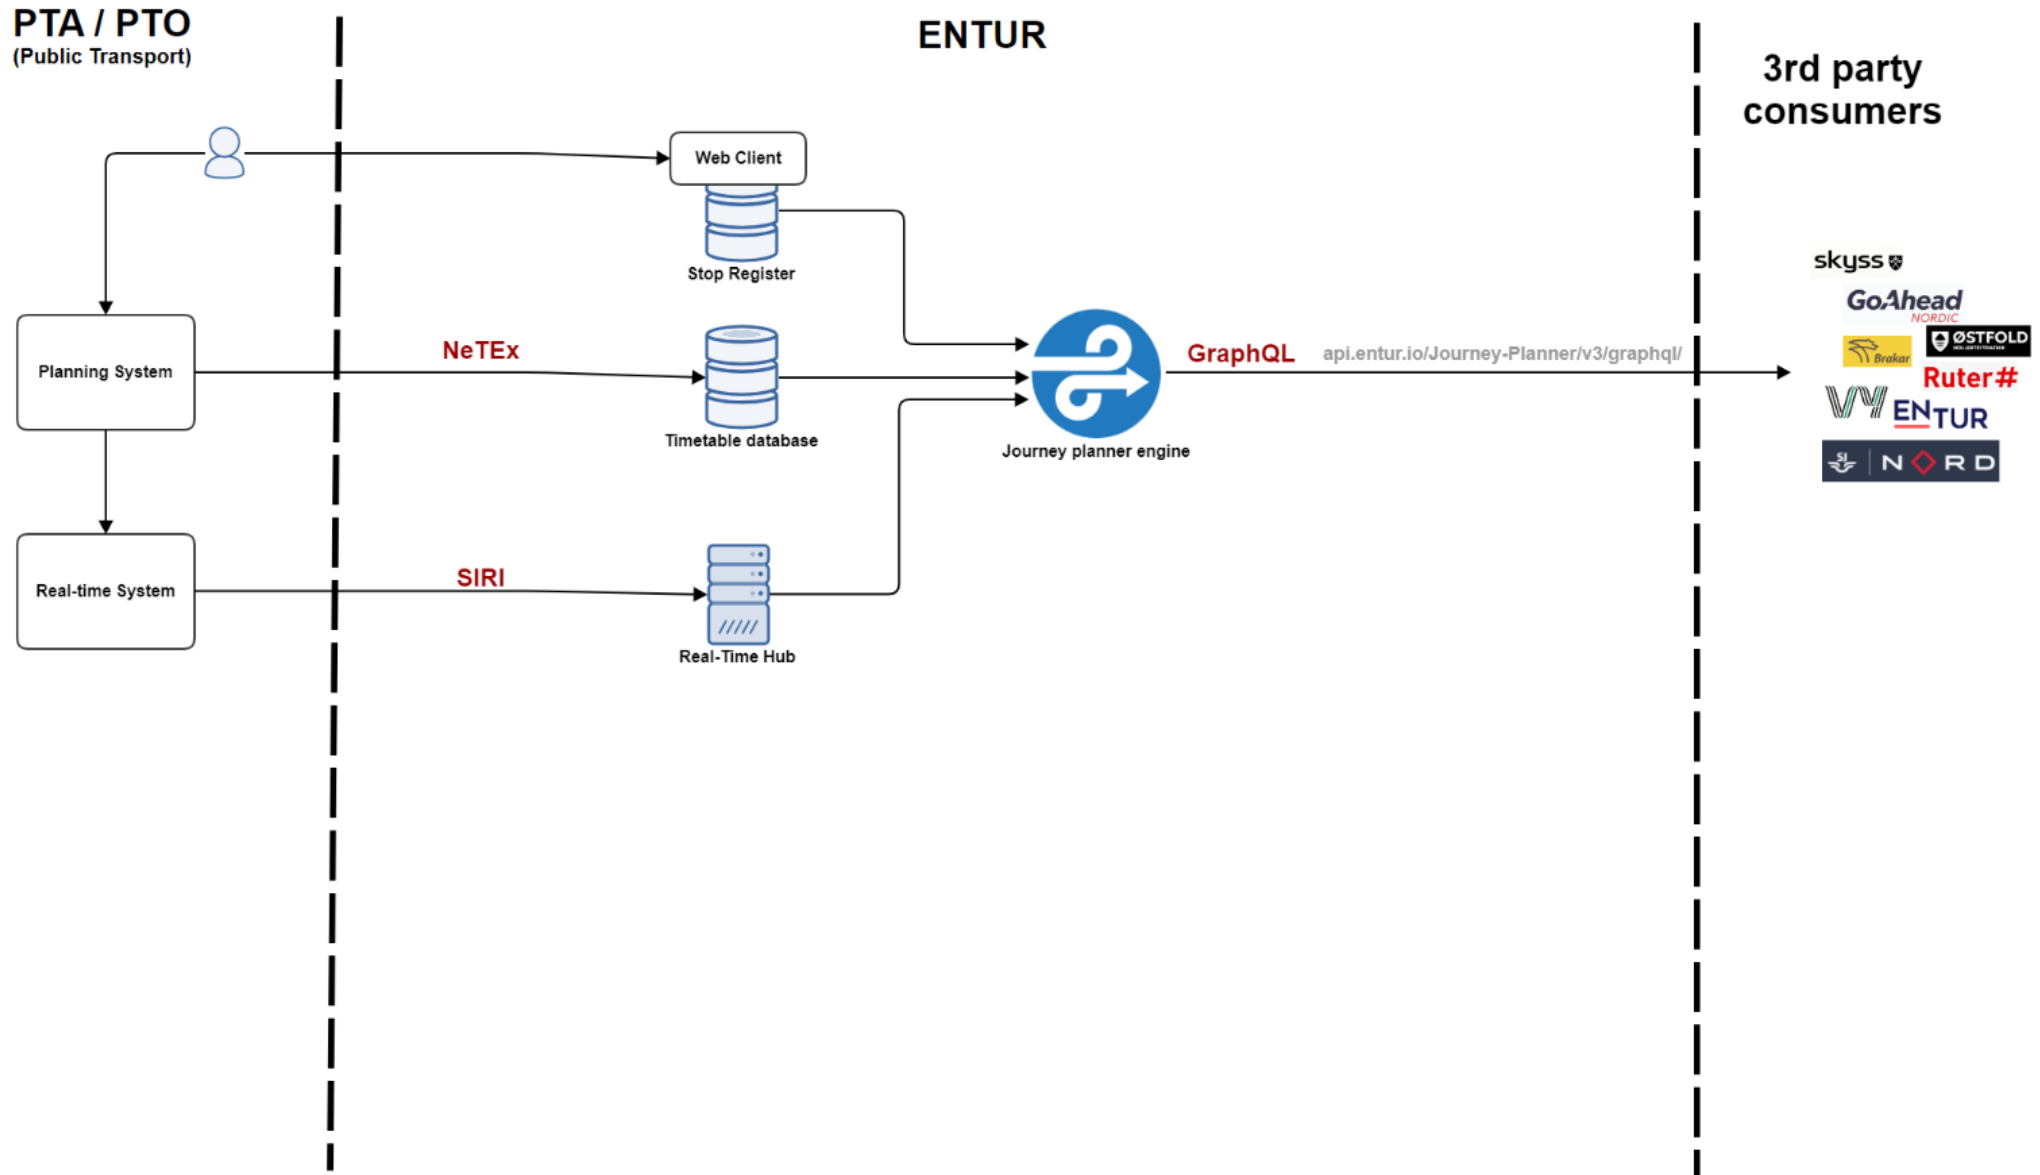 PTA / PTO
(Public Transport)
ENTUR
3rd party
consumers
Web Client
Stop Register
Planning System
NeTEx
Timetable database
Journey planner engine
GraphQL
api.entur.io/Journey-Planner/v3/graphql/
Real-time System
SIRI
Real-Time Hub
skyss
GoAhead
NORDIC
ØSTFOLD
Brakar
Ruter#
VY
ENTUR
SJ NORD